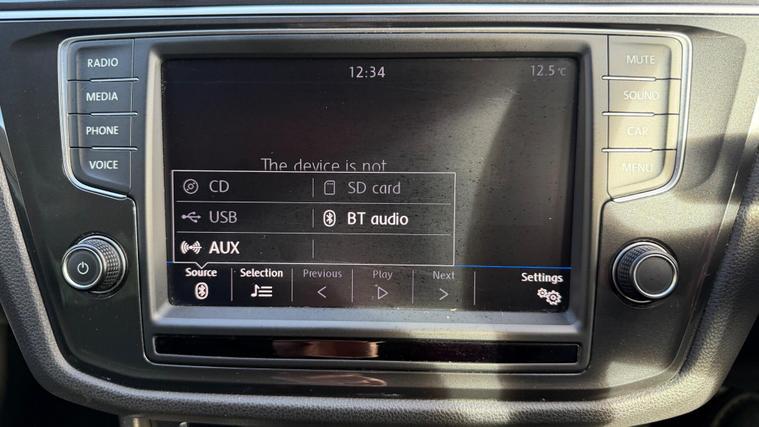 RADIO
MEDIA
PHONE
VOICE
12:34
12.5°C
The device is not
CD
SD card
USB
BT audio
AUX
Source
Selection
Previous
Play
Next
Settings
MUTE
SOUND
CAR
MENU